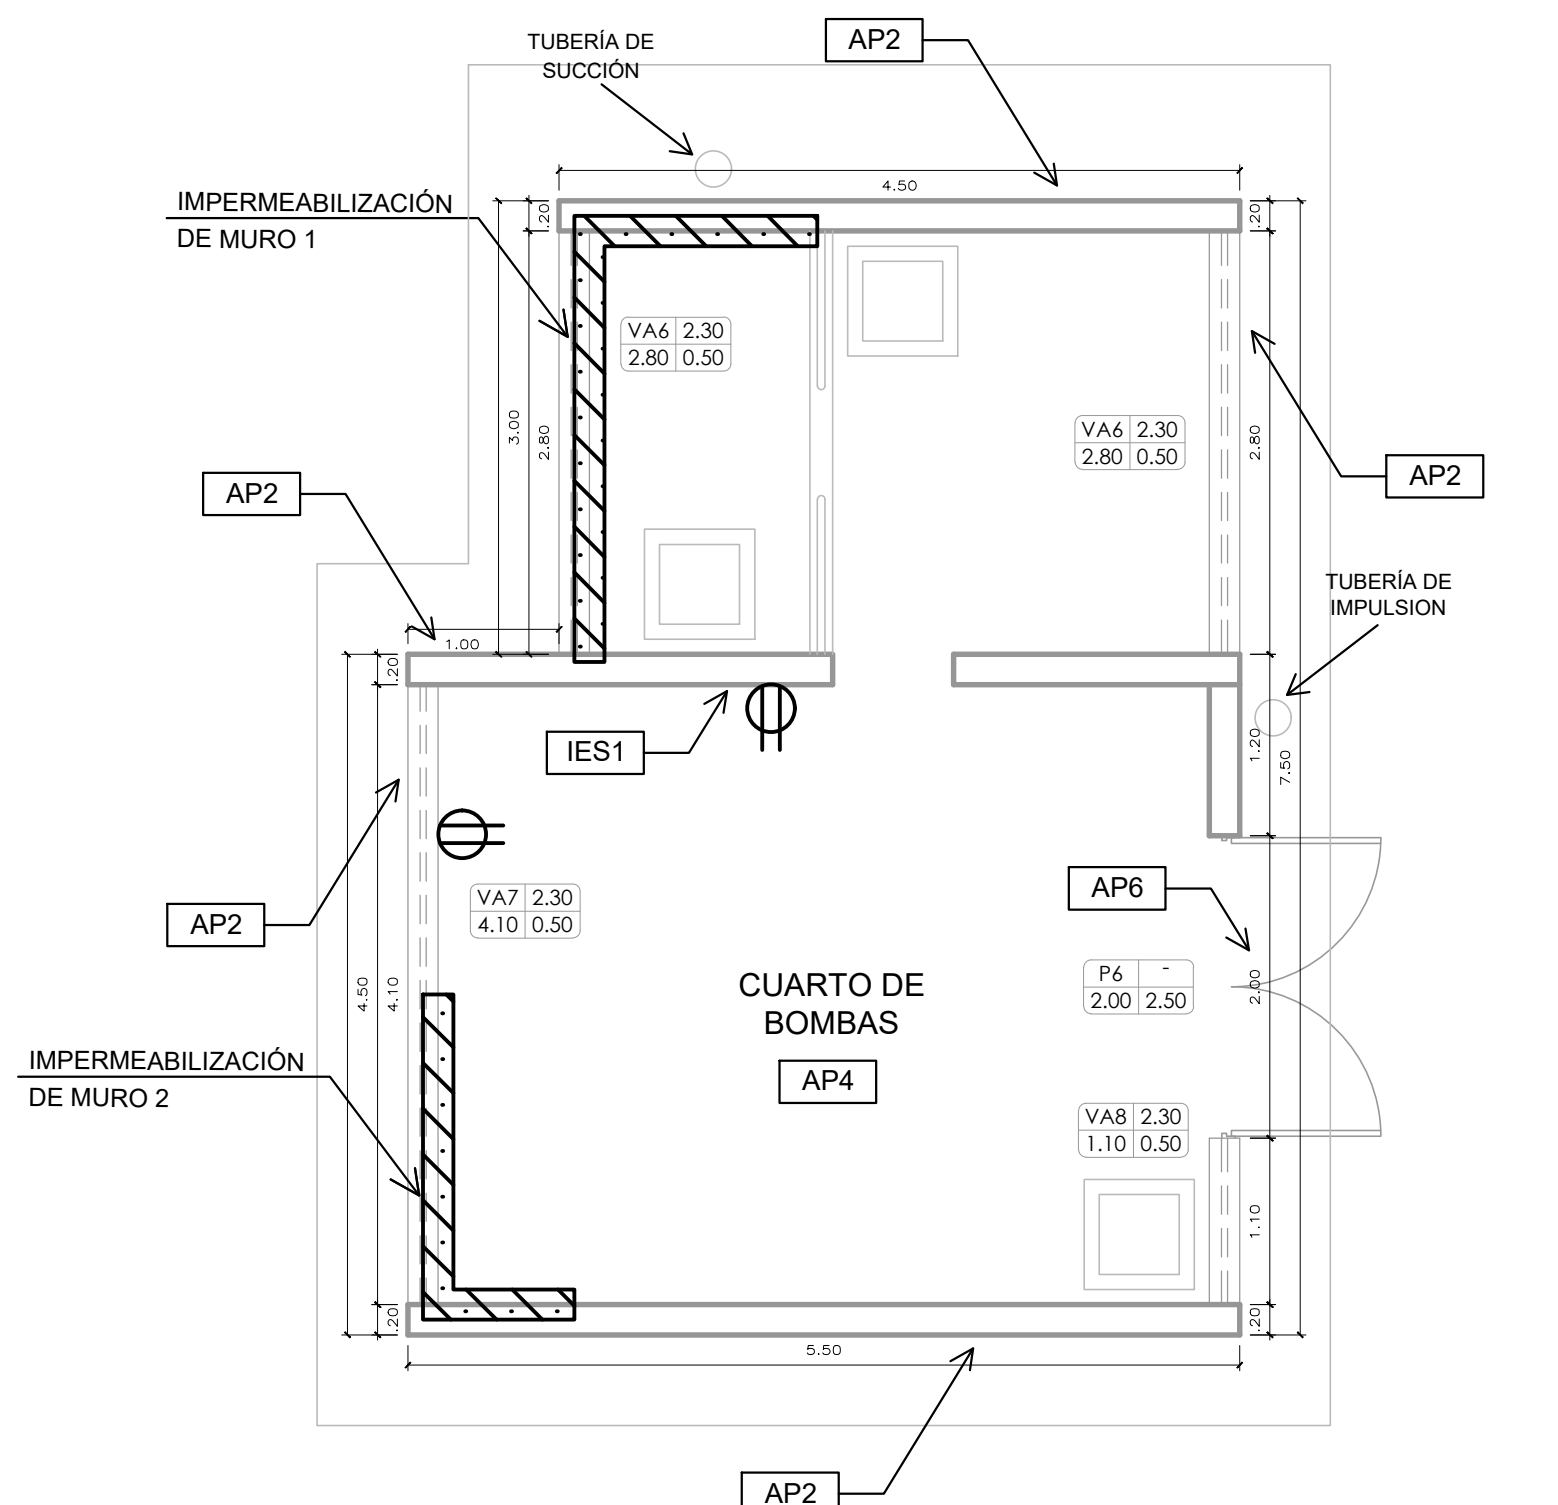 AP2
TUBERÍA DE
SUCCIÓN
4.50
IMPERMEABILIZACIÓN
DE MURO 1
.20
.20
VA6 2.30
2.80 0.50
3.00
2.80
VA6 2.30
2.80 0.50
2.80
AP2
AP2
TUBERÍA DE
IMPULSION
1.00
.20
IES1
1.20
7.50
AP6
VA7 2.30
4.10 0.50
AP2
CUARTO DE
BOMBAS
AP4
P6 -
2.00 2.50
2.00
4.50
4.10
IMPERMEABILIZACIÓN
DE MURO 2
VA8 2.30
1.10 0.50
1.10
.20
.20
5.50
AP2